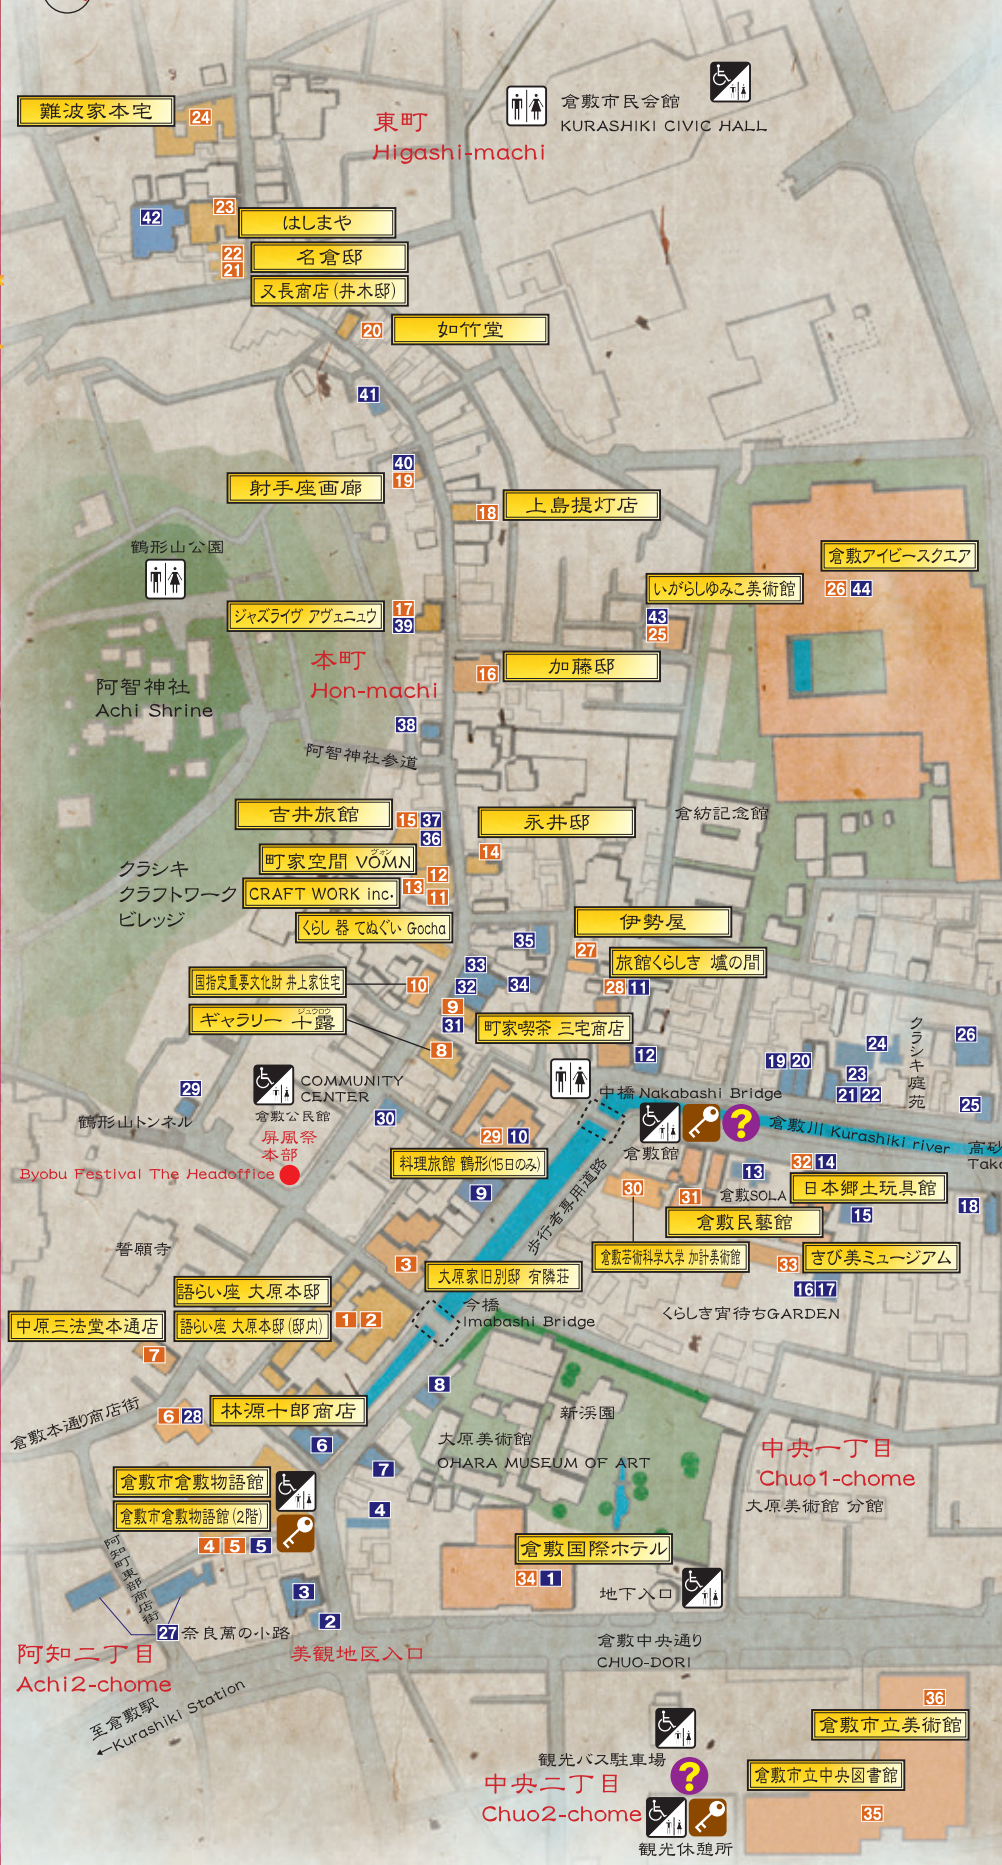 難波家本宅
24
東町
Higashi-machi
倉敷市民会館
KURASHIKI CIVIC HALL
42
23
はしまや
22
名倉邸
21
又長商店(井木邸)
20
如竹堂
41
40
射手座画廊
19
18
上島提灯店
鶴形山公園
倉敷アイビースクエア
26 44
いがらしゆみこ美術館
43
25
ジャズライヴ アヴェニュウ
17
39
本町
Hon-machi
16
加藤邸
阿智神社
Achi Shrine
38
阿智神社参道
吉井旅館
15 37
36
永井邸
倉紡記念館
町家空間 VOMN
ヴォン
14
12
クラシキ
クラフトワーク
ビレッジ
CRAFT WORK inc.
13
11
くらし 器 てぬぐい Gocha
伊勢屋
35
27
旅館くらしき 壚の間
33
国指定重要文化財 井上家住宅
10
32
34
28 11
9
ギャラリー 十露
ジュウロウ
31
町家喫茶 三宅商店
8
12
クラシキ庭苑
26
24
19 20
23
21 22
25
29
COMMUNITY
CENTER
倉敷公民館
30
中橋 Nakabashi Bridge
鶴形山トンネル
屏風祭
本部
Byobu Festival The Headoffice
29 10
料理旅館 鶴形(15日のみ)
倉敷川 Kurashiki river
高砂
Taka
倉敷館
9
歩行者専用道路
30
31
13
倉敷SOLA
32 14
日本郷土玩具館
15
18
倉敷民藝館
誓願寺
3
大原家旧別邸 有隣荘
倉敷芸術科学大学 加計美術館
33
きび美ミュージアム
16 17
くらしき宵待ちGARDEN
語らい座 大原本邸
語らい座 大原本邸(邸内)
1 2
今橋
Imabashi Bridge
中原三法堂本通店
7
8
倉敷本通り商店街
6 28
林源十郎商店
6
新渓園
大原美術館
OHARA MUSEUM OF ART
中央一丁目
Chuo1-chome
大原美術館 分館
7
倉敷市倉敷物語館
倉敷市倉敷物語館(2階)
4
4 5 5
阿知町東部商店街
倉敷国際ホテル
34 1
地下入口
3
2
27 奈良萬の小路
阿知二丁目
Achi2-chome
美観地区入口
倉敷中央通り
CHUO-DORI
至倉敷駅
←Kurashiki Station
36
倉敷市立美術館
観光バス駐車場
中央二丁目
Chuo2-chome
倉敷市立中央図書館
35
観光休憩所